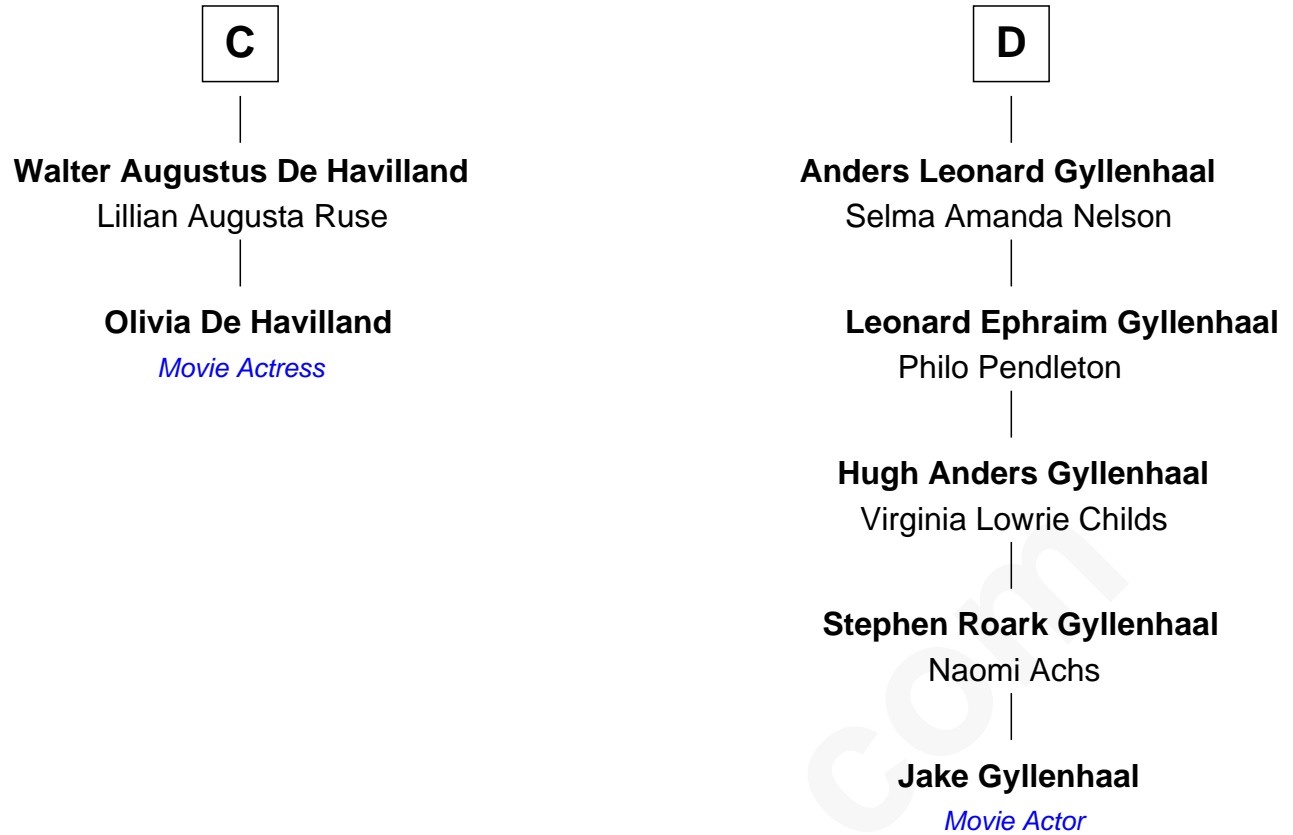 C
Walter Augustus De Havilland
Lillian Augusta Ruse
Olivia De Havilland
Movie Actress
D
Anders Leonard Gyllenhaal
Selma Amanda Nelson
Leonard Ephraim Gyllenhaal
Philo Pendleton
Hugh Anders Gyllenhaal
Virginia Lowrie Childs
Stephen Roark Gyllenhaal
Naomi Achs
Jake Gyllenhaal
Movie Actor
com